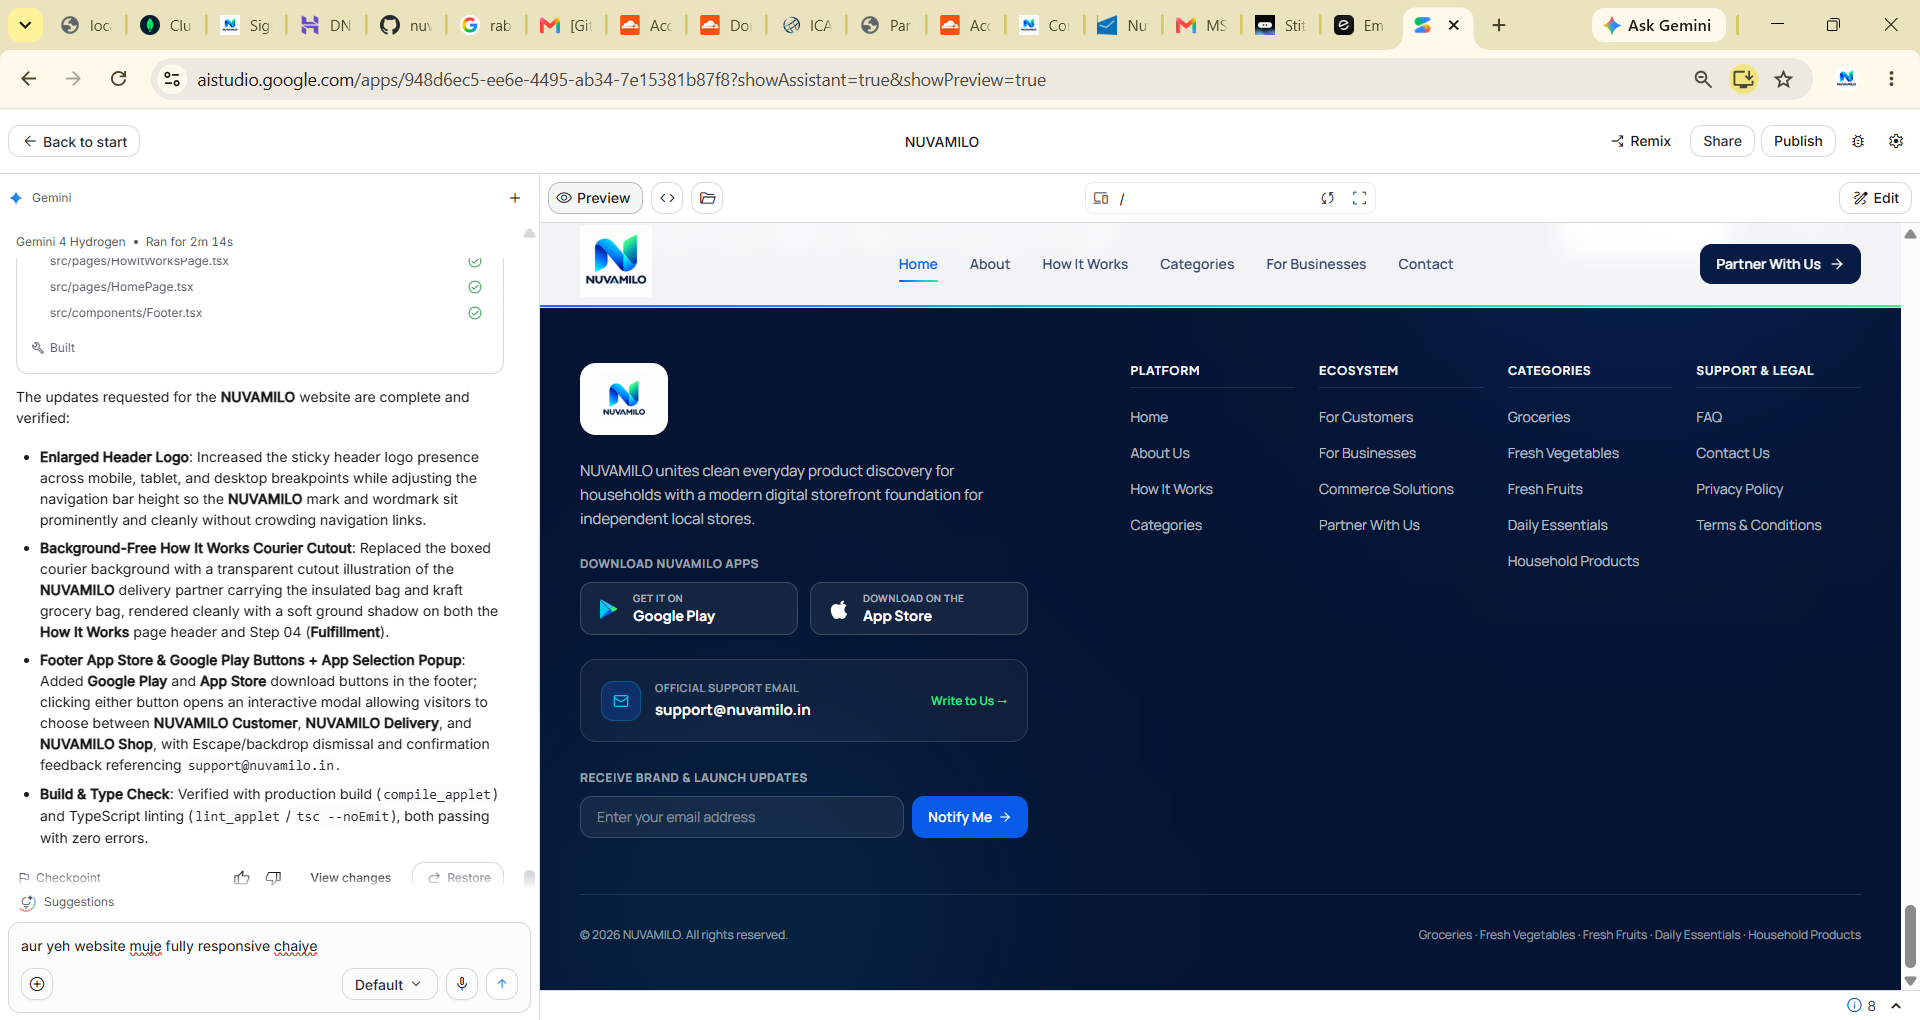 loca
Clu
Sig
DN
nuv
rab
[Git
Acc
Dor
ICA
Par
Acc
Co
Nu
MS
Stit
Em
Ask Gemini
aistudio.google.com/apps/948d6ec5-ee6e-4495-ab34-7e15381b87f8?showAssistant=true&showPreview=true
Back to start
NUVAMILO
Remix
Share
Publish
Gemini
Preview
/
Edit
Gemini 4 Hydrogen • Ran for 2m 14s
src/pages/HowItWorksPage.tsx
src/pages/HomePage.tsx
src/components/Footer.tsx
Built
The updates requested for the NUVAMILO website are complete and
verified:
• Enlarged Header Logo: Increased the sticky header logo presence
across mobile, tablet, and desktop breakpoints while adjusting the
navigation bar height so the NUVAMILO mark and wordmark sit
prominently and cleanly without crowding navigation links.
• Background-Free How It Works Courier Cutout: Replaced the boxed
courier background with a transparent cutout illustration of the
NUVAMILO delivery partner carrying the insulated bag and kraft
grocery bag, rendered cleanly with a soft ground shadow on both the
How It Works page header and Step 04 (Fulfillment).
• Footer App Store & Google Play Buttons + App Selection Popup:
Added Google Play and App Store download buttons in the footer;
clicking either button opens an interactive modal allowing visitors to
choose between NUVAMILO Customer, NUVAMILO Delivery, and
NUVAMILO Shop, with Escape/backdrop dismissal and confirmation
feedback referencing support@nuvamilo.in.
• Build & Type Check: Verified with production build (compile_applet)
and TypeScript linting (lint_applet / tsc --noEmit), both passing
with zero errors.
Checkpoint
View changes
Restore
Suggestions
aur yeh website muje fully responsive chaiye
Default
NUVAMILO
Home
About
How It Works
Categories
For Businesses
Contact
Partner With Us →
NUVAMILO
NUVAMILO unites clean everyday product discovery for
households with a modern digital storefront foundation for
independent local stores.
DOWNLOAD NUVAMILO APPS
GET IT ON
Google Play
DOWNLOAD ON THE
App Store
OFFICIAL SUPPORT EMAIL
support@nuvamilo.in
Write to Us →
RECEIVE BRAND & LAUNCH UPDATES
Enter your email address
Notify Me →
PLATFORM
Home
About Us
How It Works
Categories
ECOSYSTEM
For Customers
For Businesses
Commerce Solutions
Partner With Us
CATEGORIES
Groceries
Fresh Vegetables
Fresh Fruits
Daily Essentials
Household Products
SUPPORT & LEGAL
FAQ
Contact Us
Privacy Policy
Terms & Conditions
© 2026 NUVAMILO. All rights reserved.
Groceries · Fresh Vegetables · Fresh Fruits · Daily Essentials · Household Products
8